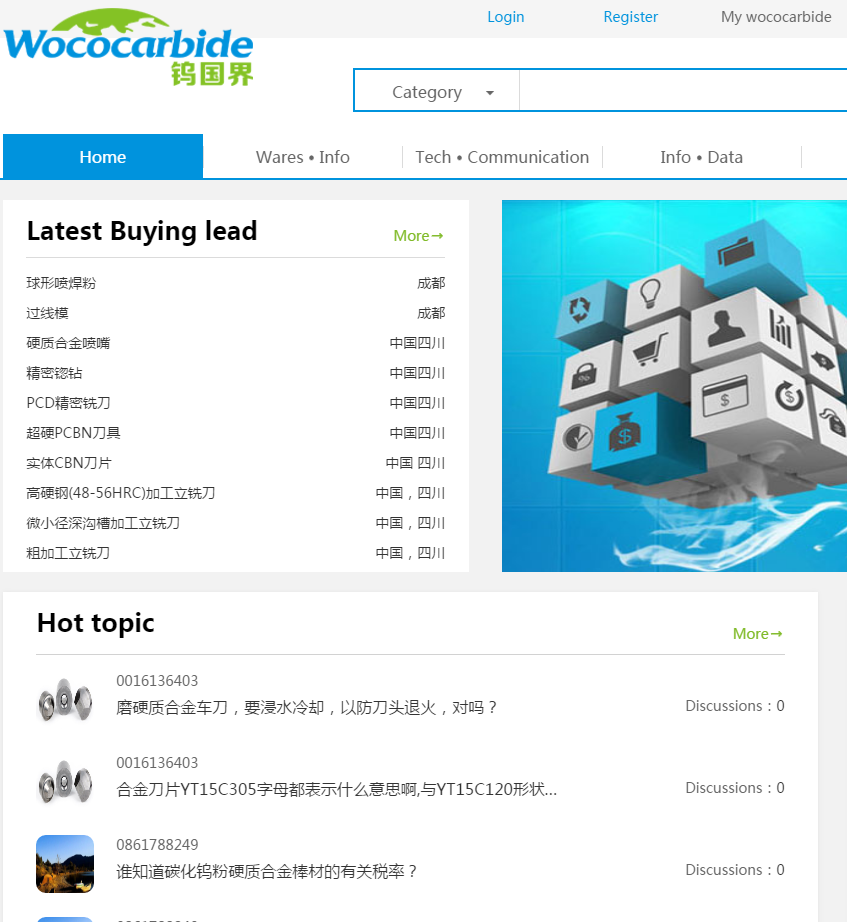 Login
Register
My wococarbide
Wococarbide
钨国界
Category
Home
Wares • Info
Tech • Communication
Info • Data
Latest Buying lead
More→
球形喷焊粉 成都
过线模 成都
硬质合金喷嘴 中国四川
精密锪钻 中国四川
PCD精密铣刀 中国四川
超硬PCBN刀具 中国四川
实体CBN刀片 中国 四川
高硬钢(48-56HRC)加工立铣刀 中国，四川
微小径深沟槽加工立铣刀 中国，四川
粗加工立铣刀 中国，四川
Hot topic
More→
0016136403
磨硬质合金车刀，要浸水冷却，以防刀头退火，对吗？ Discussions：0
0016136403
合金刀片YT15C305字母都表示什么意思啊,与YT15C120形状... Discussions：0
0861788249
谁知道碳化钨粉硬质合金棒材的有关税率？ Discussions：0